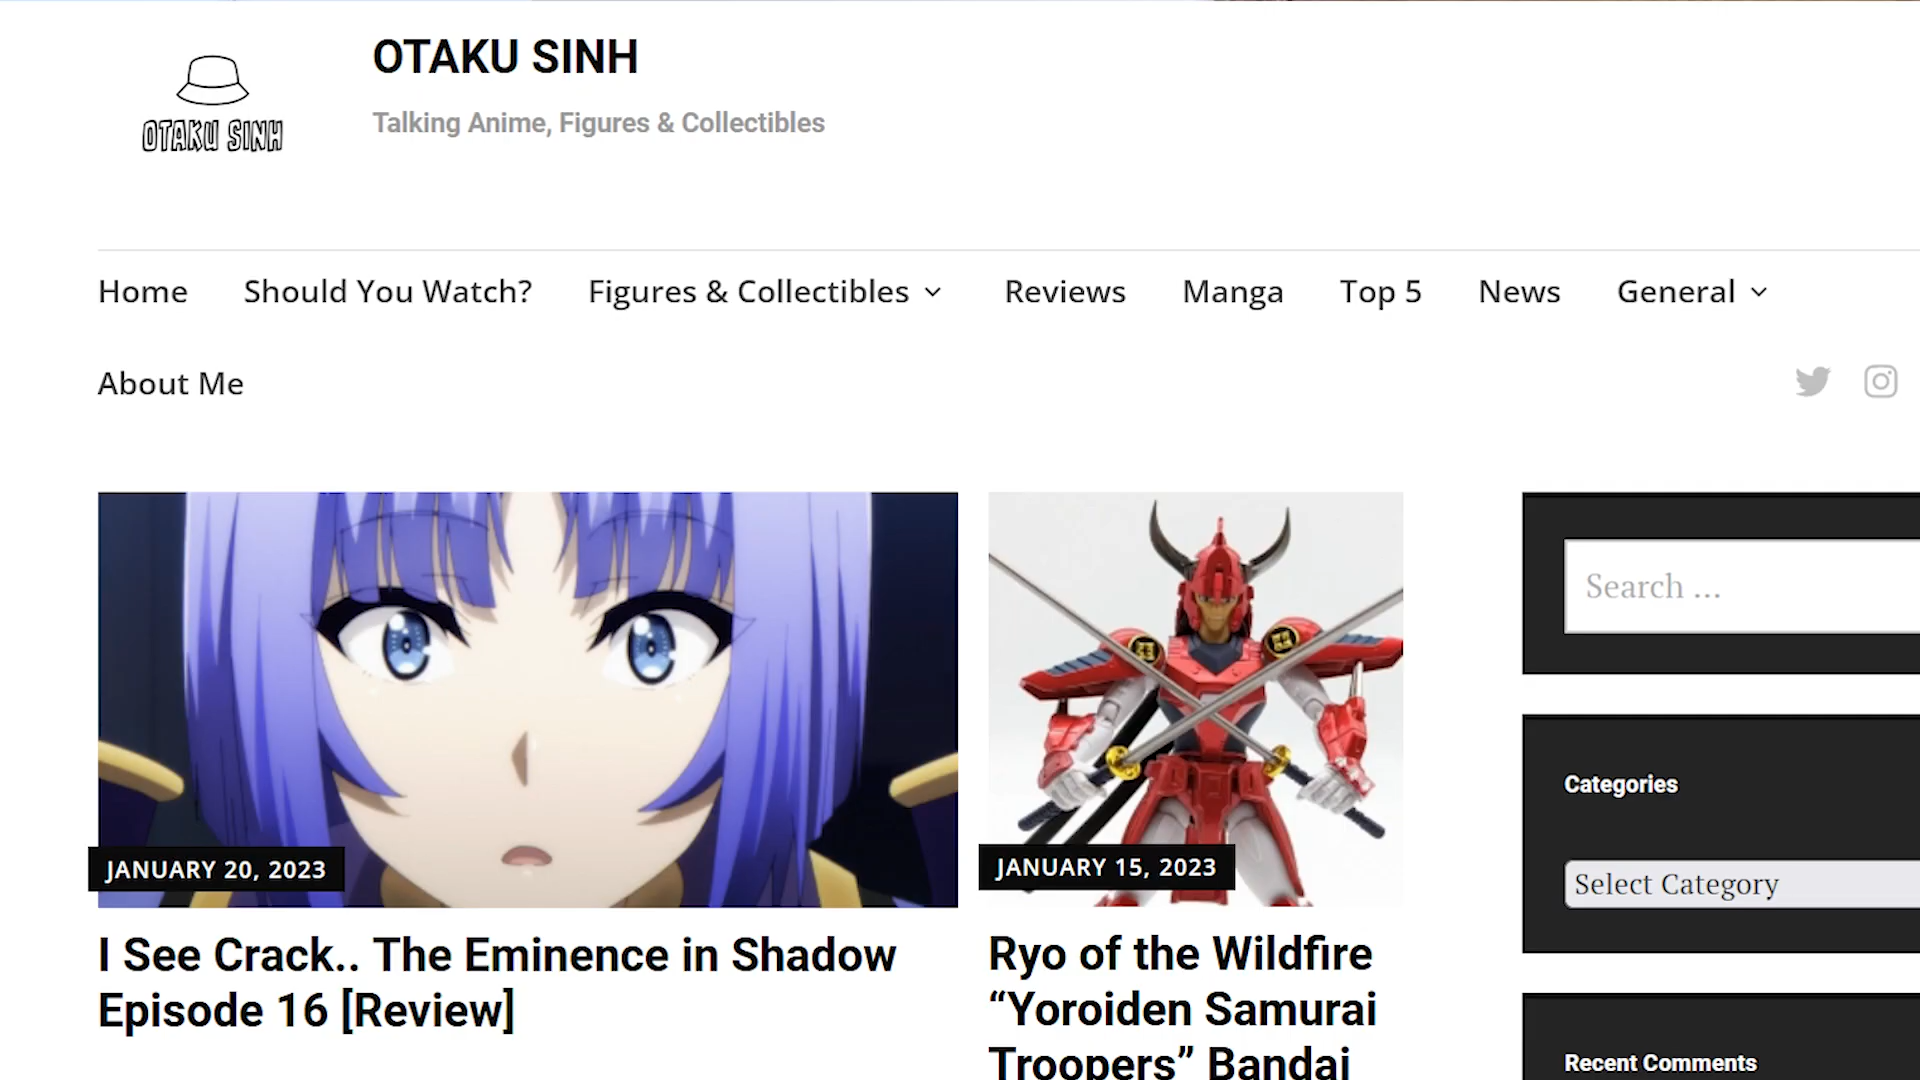 OTAKU SINH
OTAKU SINH
Talking Anime, Figures & Collectibles
Home
Should You Watch?
Figures & Collectibles
Reviews
Manga
Top 5
News
General
About Me
JANUARY 20, 2023
I See Crack.. The Eminence in Shadow
Episode 16 [Review]
JANUARY 15, 2023
Ryo of the Wildfire
“Yoroiden Samurai
Troopers” Bandai
Search ...
Categories
Select Category
Recent Comments